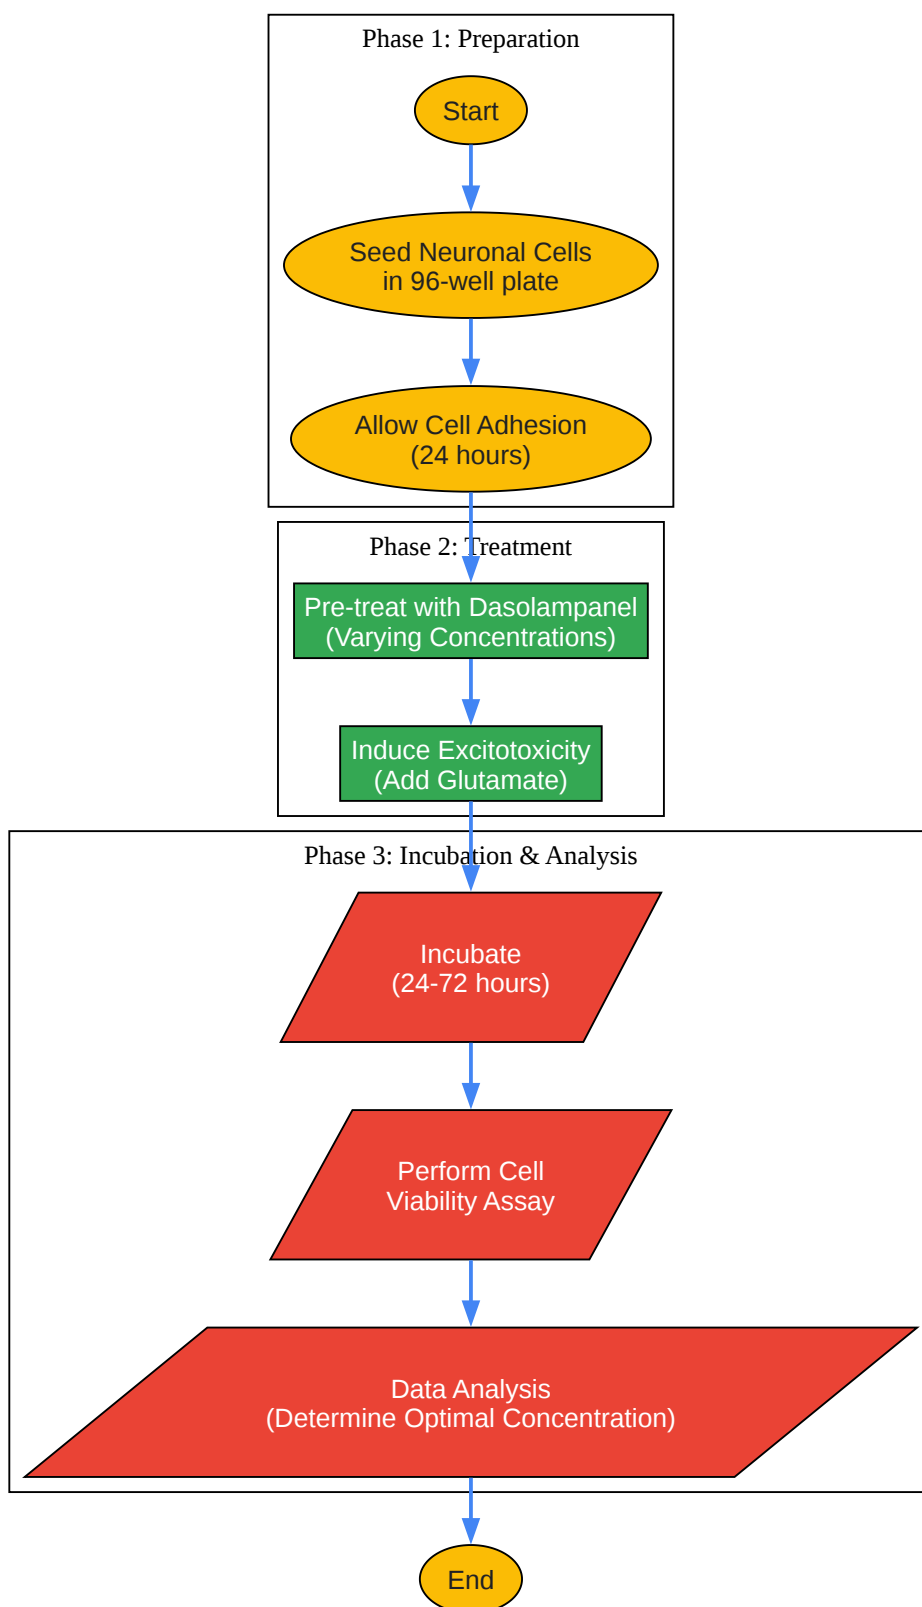 Phase 1: Preparation
Start
Seed Neuronal Cells
in 96-well plate
Allow Cell Adhesion
(24 hours)
Phase 2: Treatment
Pre-treat with Dasolampanel
(Varying Concentrations)
Induce Excitotoxicity
(Add Glutamate)
Phase 3: Incubation & Analysis
Incubate
(24-72 hours)
Perform Cell
Viability Assay
Data Analysis
(Determine Optimal Concentration)
End